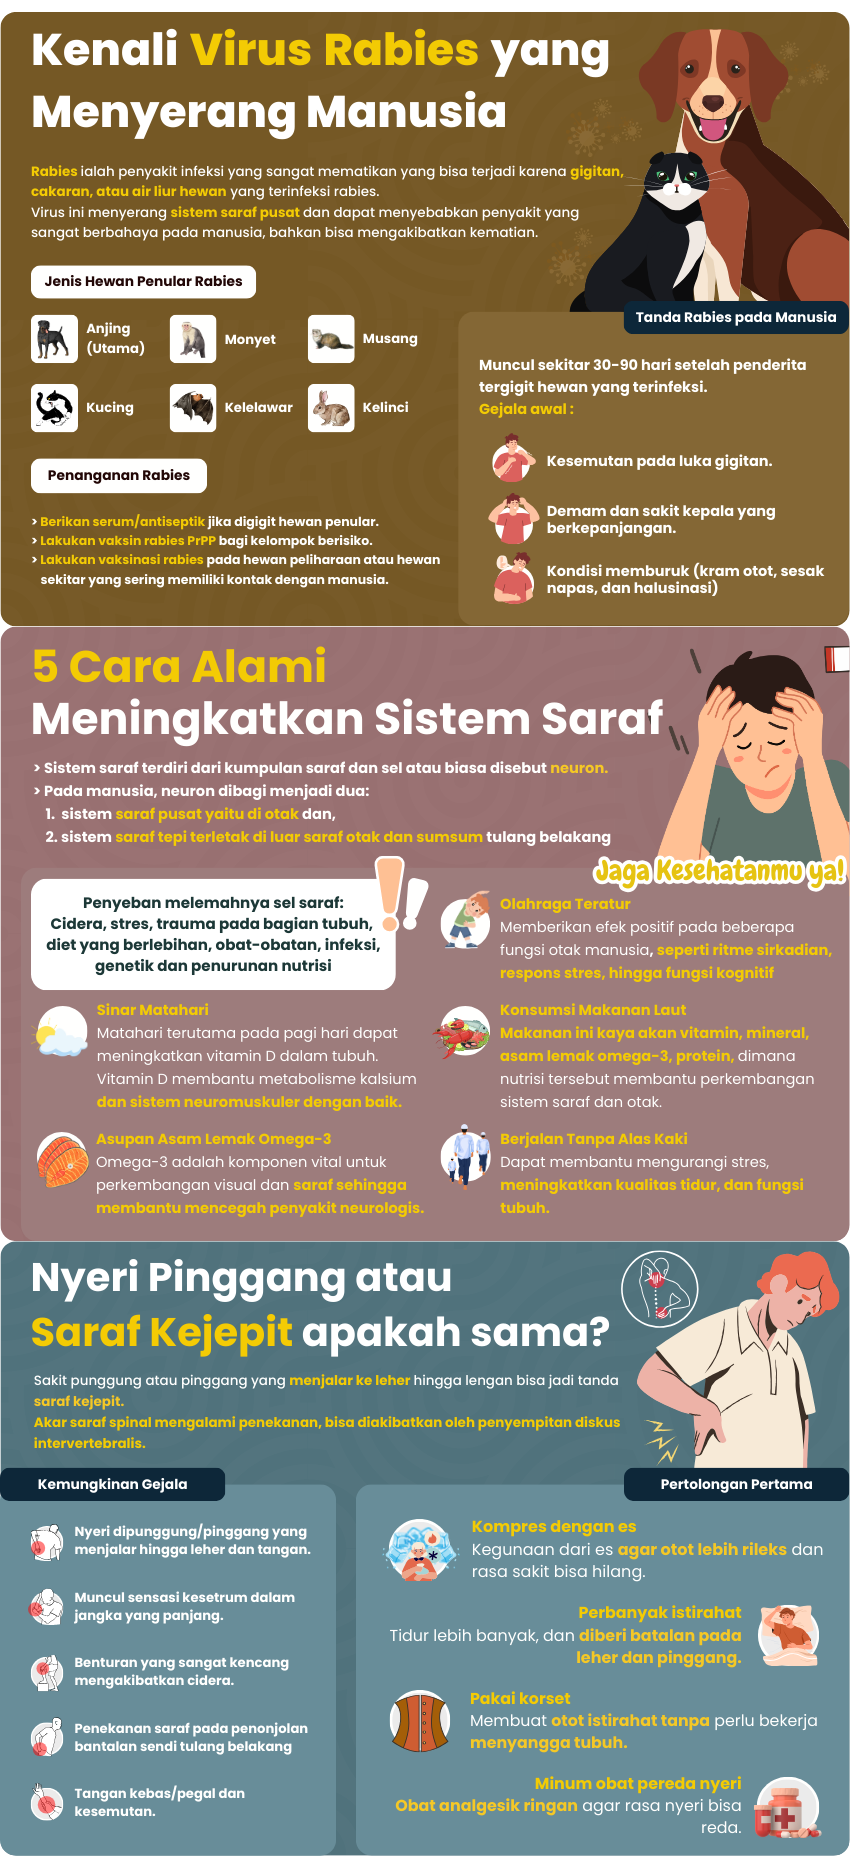 Kenali Virus Rabies yang
Menyerang Manusia
Rabies ialah penyakit infeksi yang sangat mematikan yang bisa terjadi karena gigitan,
cakaran, atau air liur hewan yang terinfeksi rabies.
Virus ini menyerang sistem saraf pusat dan dapat menyebabkan penyakit yang
sangat berbahaya pada manusia, bahkan bisa mengakibatkan kematian.
Jenis Hewan Penular Rabies
Anjing
(Utama)
Monyet
Musang
Kucing
Kelelawar
Kelinci
Penanganan Rabies
> Berikan serum/antiseptik jika digigit hewan penular.
> Lakukan vaksin rabies PrPP bagi kelompok berisiko.
> Lakukan vaksinasi rabies pada hewan peliharaan atau hewan
sekitar yang sering memiliki kontak dengan manusia.
Tanda Rabies pada Manusia
Muncul sekitar 30-90 hari setelah penderita
tergigit hewan yang terinfeksi.
Gejala awal :
Kesemutan pada luka gigitan.
Demam dan sakit kepala yang
berkepanjangan.
Kondisi memburuk (kram otot, sesak
napas, dan halusinasi)
5 Cara Alami
Meningkatkan Sistem Saraf
> Sistem saraf terdiri dari kumpulan saraf dan sel atau biasa disebut neuron.
> Pada manusia, neuron dibagi menjadi dua:
1. sistem saraf pusat yaitu di otak dan,
2. sistem saraf tepi terletak di luar saraf otak dan sumsum tulang belakang
Jaga Kesehatanmu ya!
Penyeban melemahnya sel saraf:
Cidera, stres, trauma pada bagian tubuh,
diet yang berlebihan, obat-obatan, infeksi,
genetik dan penurunan nutrisi
Olahraga Teratur
Memberikan efek positif pada beberapa
fungsi otak manusia, seperti ritme sirkadian,
respons stres, hingga fungsi kognitif
Sinar Matahari
Matahari terutama pada pagi hari dapat
meningkatkan vitamin D dalam tubuh.
Vitamin D membantu metabolisme kalsium
dan sistem neuromuskuler dengan baik.
Konsumsi Makanan Laut
Makanan ini kaya akan vitamin, mineral,
asam lemak omega-3, protein, dimana
nutrisi tersebut membantu perkembangan
sistem saraf dan otak.
Asupan Asam Lemak Omega-3
Omega-3 adalah komponen vital untuk
perkembangan visual dan saraf sehingga
membantu mencegah penyakit neurologis.
Berjalan Tanpa Alas Kaki
Dapat membantu mengurangi stres,
meningkatkan kualitas tidur, dan fungsi
tubuh.
Nyeri Pinggang atau
Saraf Kejepit apakah sama?
Sakit punggung atau pinggang yang menjalar ke leher hingga lengan bisa jadi tanda
saraf kejepit.
Akar saraf spinal mengalami penekanan, bisa diakibatkan oleh penyempitan diskus
intervertebralis.
Kemungkinan Gejala
Nyeri dipunggung/pinggang yang
menjalar hingga leher dan tangan.
Muncul sensasi kesetrum dalam
jangka yang panjang.
Benturan yang sangat kencang
mengakibatkan cidera.
Penekanan saraf pada penonjolan
bantalan sendi tulang belakang
Tangan kebas/pegal dan
kesemutan.
Pertolongan Pertama
Kompres dengan es
Kegunaan dari es agar otot lebih rileks dan
rasa sakit bisa hilang.
Perbanyak istirahat
Tidur lebih banyak, dan diberi batalan pada
leher dan pinggang.
Pakai korset
Membuat otot istirahat tanpa perlu bekerja
menyangga tubuh.
Minum obat pereda nyeri
Obat analgesik ringan agar rasa nyeri bisa
reda.